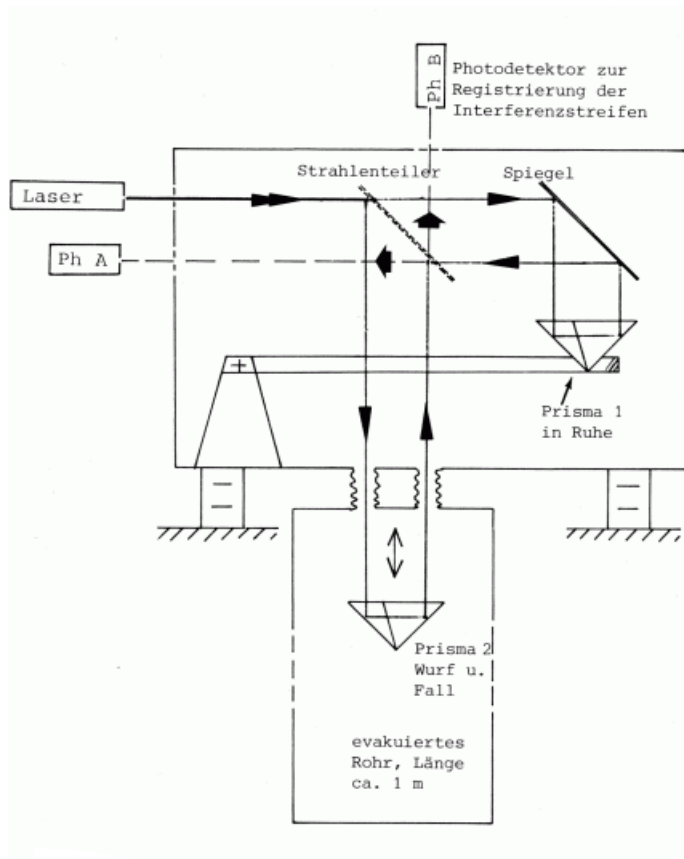 Ph B
Photodetektor zur
Registrierung der
Interferenzstreifen
Strahlenteiler
Spiegel
Laser
Ph A
Prisma 1
in Ruhe
Prisma 2
Wurf u.
Fall
evakuiertes
Rohr, Länge
ca. 1 m